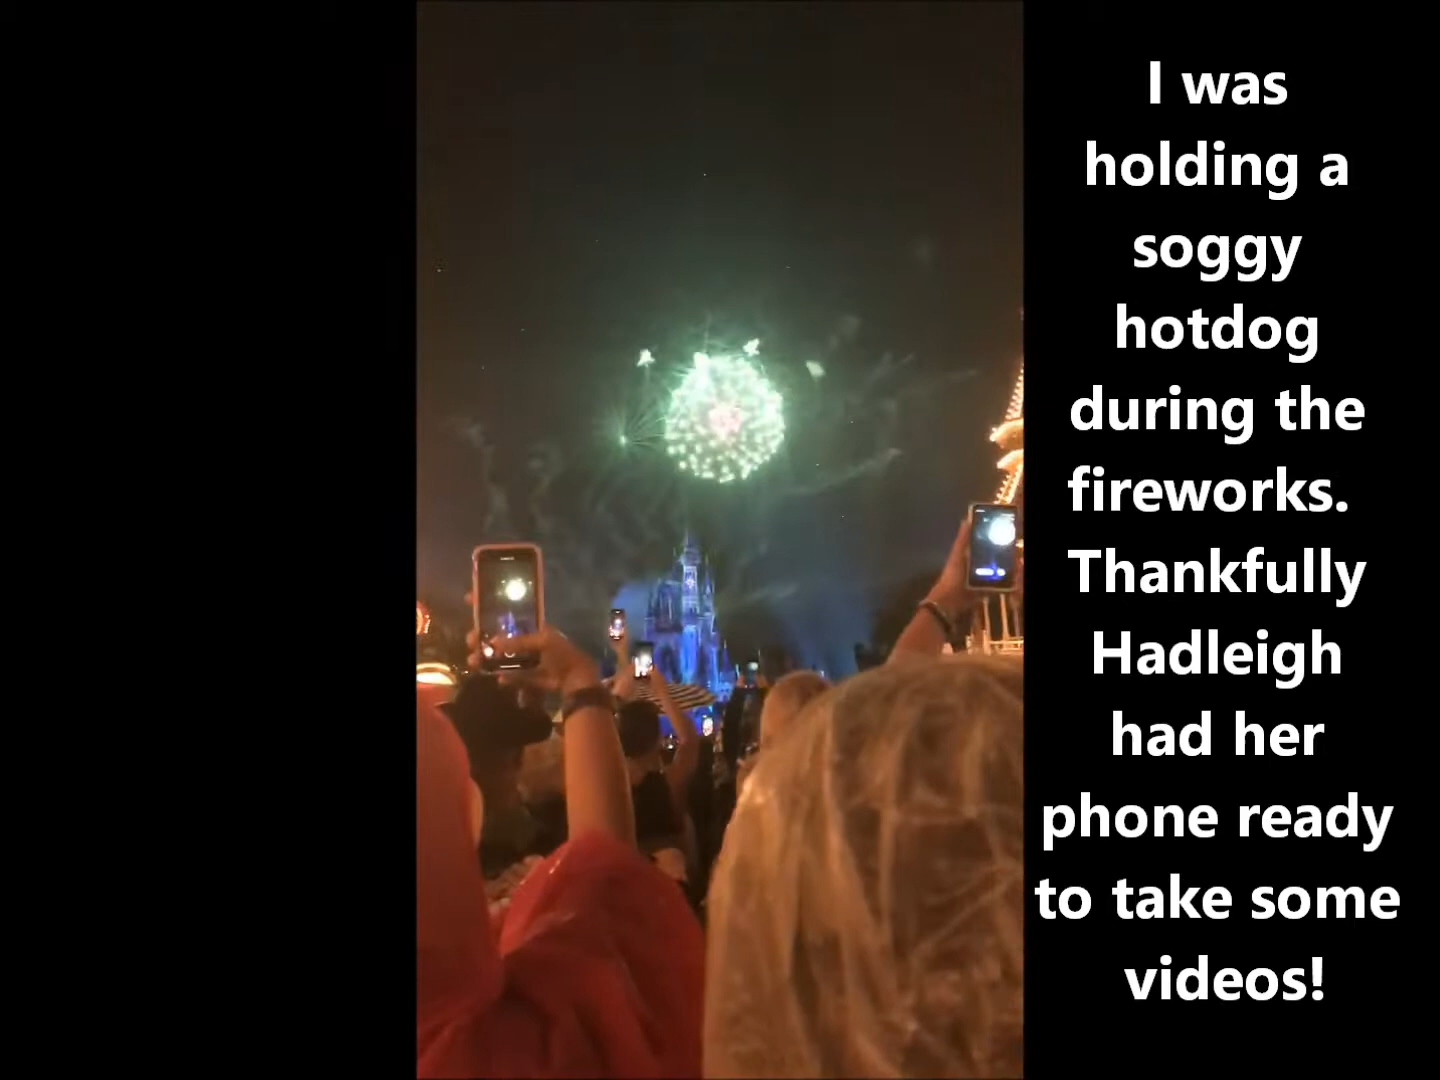 I was
holding a
soggy
hotdog
during the
fireworks.
Thankfully
Hadleigh
had her
phone ready
to take some
videos!